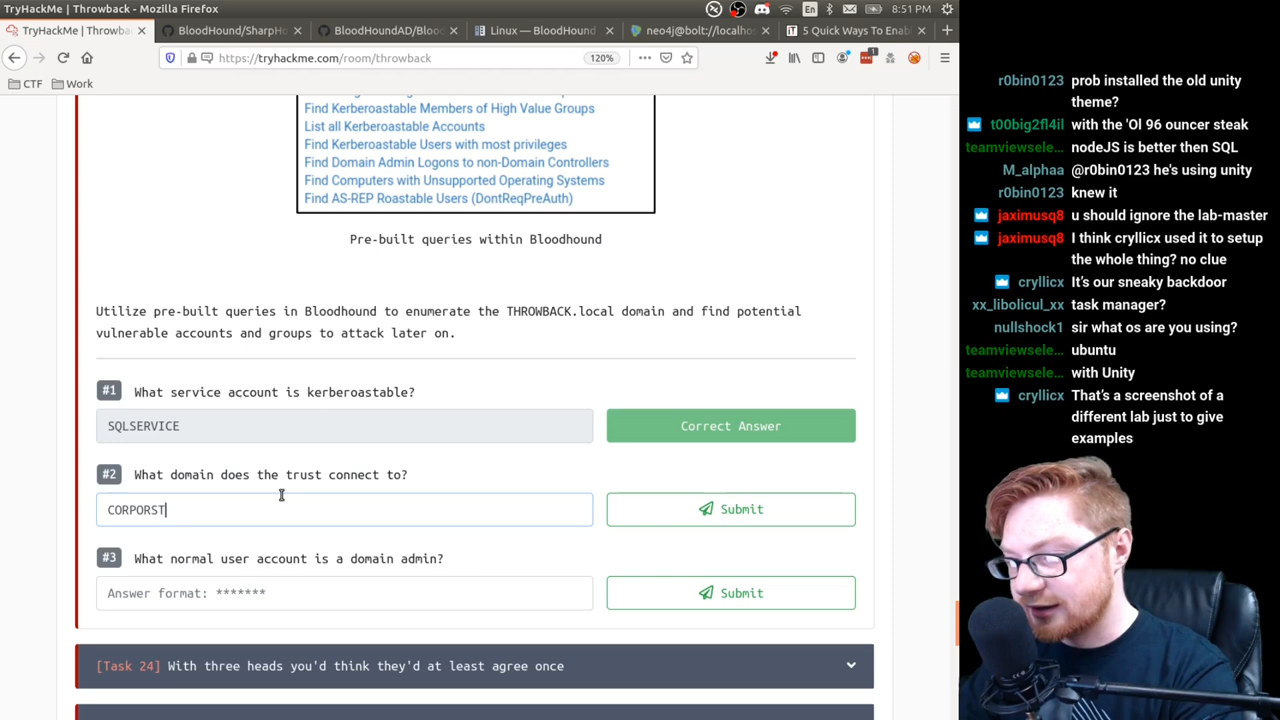 TryHackMe | Throwback - Mozilla Firefox
En
8:51 PM
TryHackMe | Throwba
BloodHound/SharpHo
BloodHoundAD/Bloo
Linux — BloodHound
neo4j@bolt://localhos
5 Quick Ways To Enab
https://tryhackme.com/room/throwback
120%
1
CTF
Work
Find Kerberoastable Members of High Value Groups
List all Kerberoastable Accounts
Find Kerberoastable Users with most privileges
Find Domain Admin Logons to non-Domain Controllers
Find Computers with Unsupported Operating Systems
Find AS-REP Roastable Users (DontReqPreAuth)
Pre-built queries within Bloodhound
Utilize pre-built queries in Bloodhound to enumerate the THROWBACK.local domain and find potential
vulnerable accounts and groups to attack later on.
#1 What service account is kerberoastable?
SQLSERVICE
Correct Answer
#2 What domain does the trust connect to?
CORPORST
Submit
#3 What normal user account is a domain admin?
Answer format: *******
Submit
[Task 24] With three heads you'd think they'd at least agree once
r0bin0123 prob installed the old unity
theme?
t00big2fl4il with the 'Ol 96 ouncer steak
teamviewsele… nodeJS is better then SQL
M_alphaa @r0bin0123 he's using unity
r0bin0123 knew it
jaximusq8 u should ignore the lab-master
jaximusq8 I think cryllicx used it to setup
the whole thing? no clue
cryllicx It's our sneaky backdoor
xx_libolicul_xx task manager?
nullshock1 sir what os are you using?
teamviewsele… ubuntu
teamviewsele… with Unity
cryllicx That's a screenshot of a
different lab just to give
examples